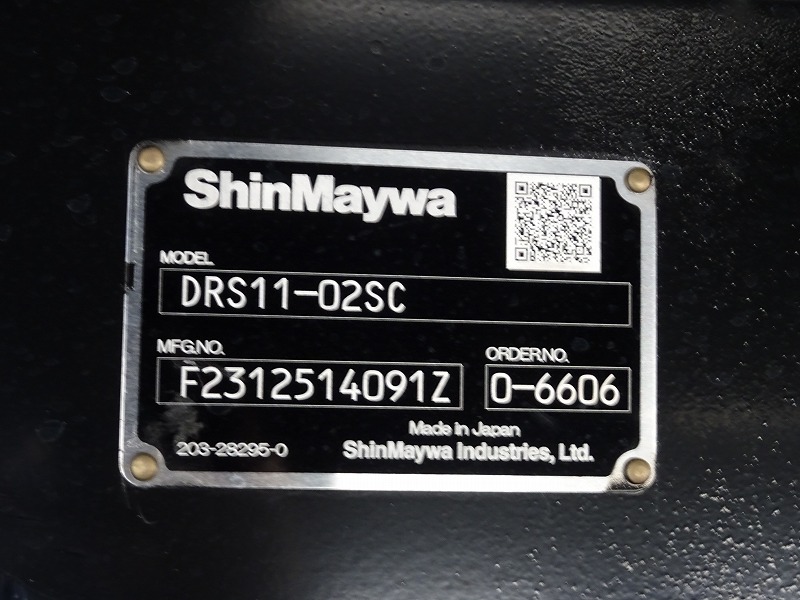 ShinMaywa
MODEL
DRS11-02SC
MFG.NO. ORDER.NO.
F2312514091Z 0-6606
Made in Japan
203-28295-0 ShinMaywa Industries, Ltd.